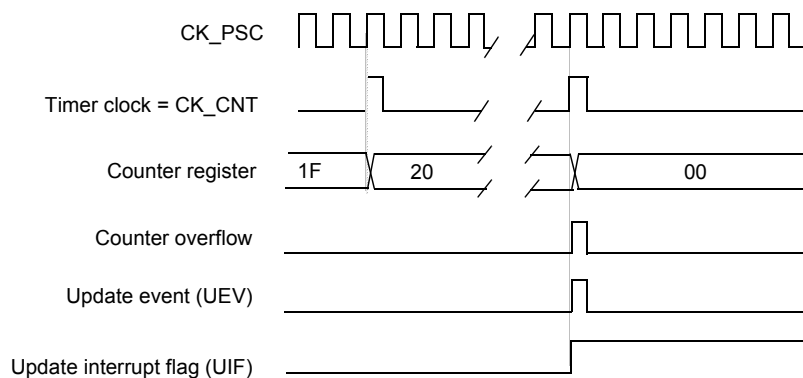 CK_PSC
Timer clock = CK_CNT
Counter register 1F 20 00
Counter overflow
Update event (UEV)
Update interrupt flag (UIF)